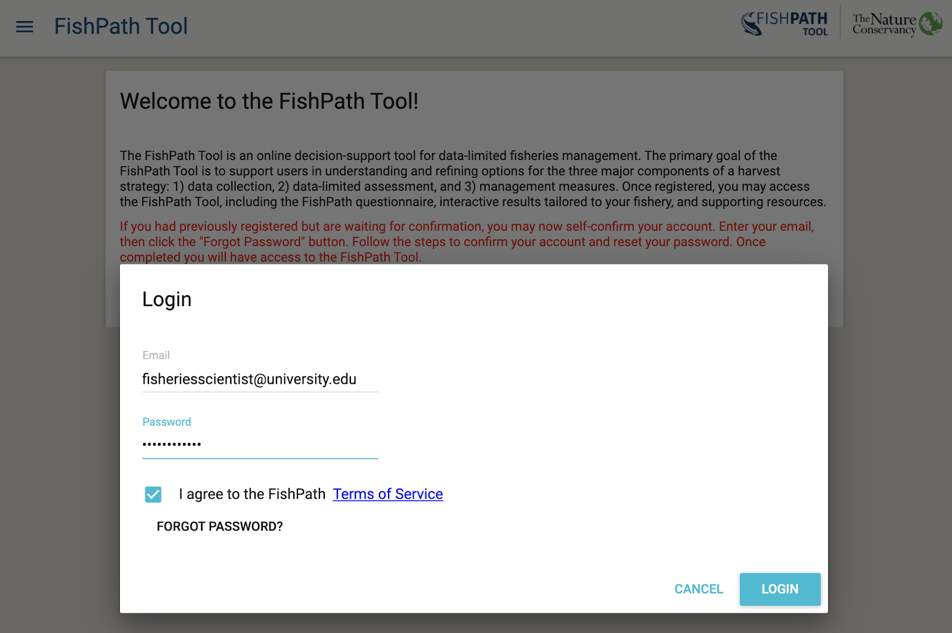 FishPath Tool
FISHPATH
TOOL
The Nature
Conservancy
Welcome to the FishPath Tool!
The FishPath Tool is an online decision-support tool for data-limited fisheries management. The primary goal of the
FishPath Tool is to support users in understanding and refining options for the three major components of a harvest
strategy: 1) data collection, 2) data-limited assessment, and 3) management measures. Once registered, you may access
the FishPath Tool, including the FishPath questionnaire, interactive results tailored to your fishery, and supporting resources.
If you had previously registered but are waiting for confirmation, you may now self-confirm your account. Enter your email,
then click the "Forgot Password" button. Follow the steps to confirm your account and reset your password. Once
completed you will have access to the FishPath Tool.
Login
Email
fisheriesscientist@university.edu
Password
••••••••••••
I agree to the FishPath Terms of Service
FORGOT PASSWORD?
CANCEL LOGIN